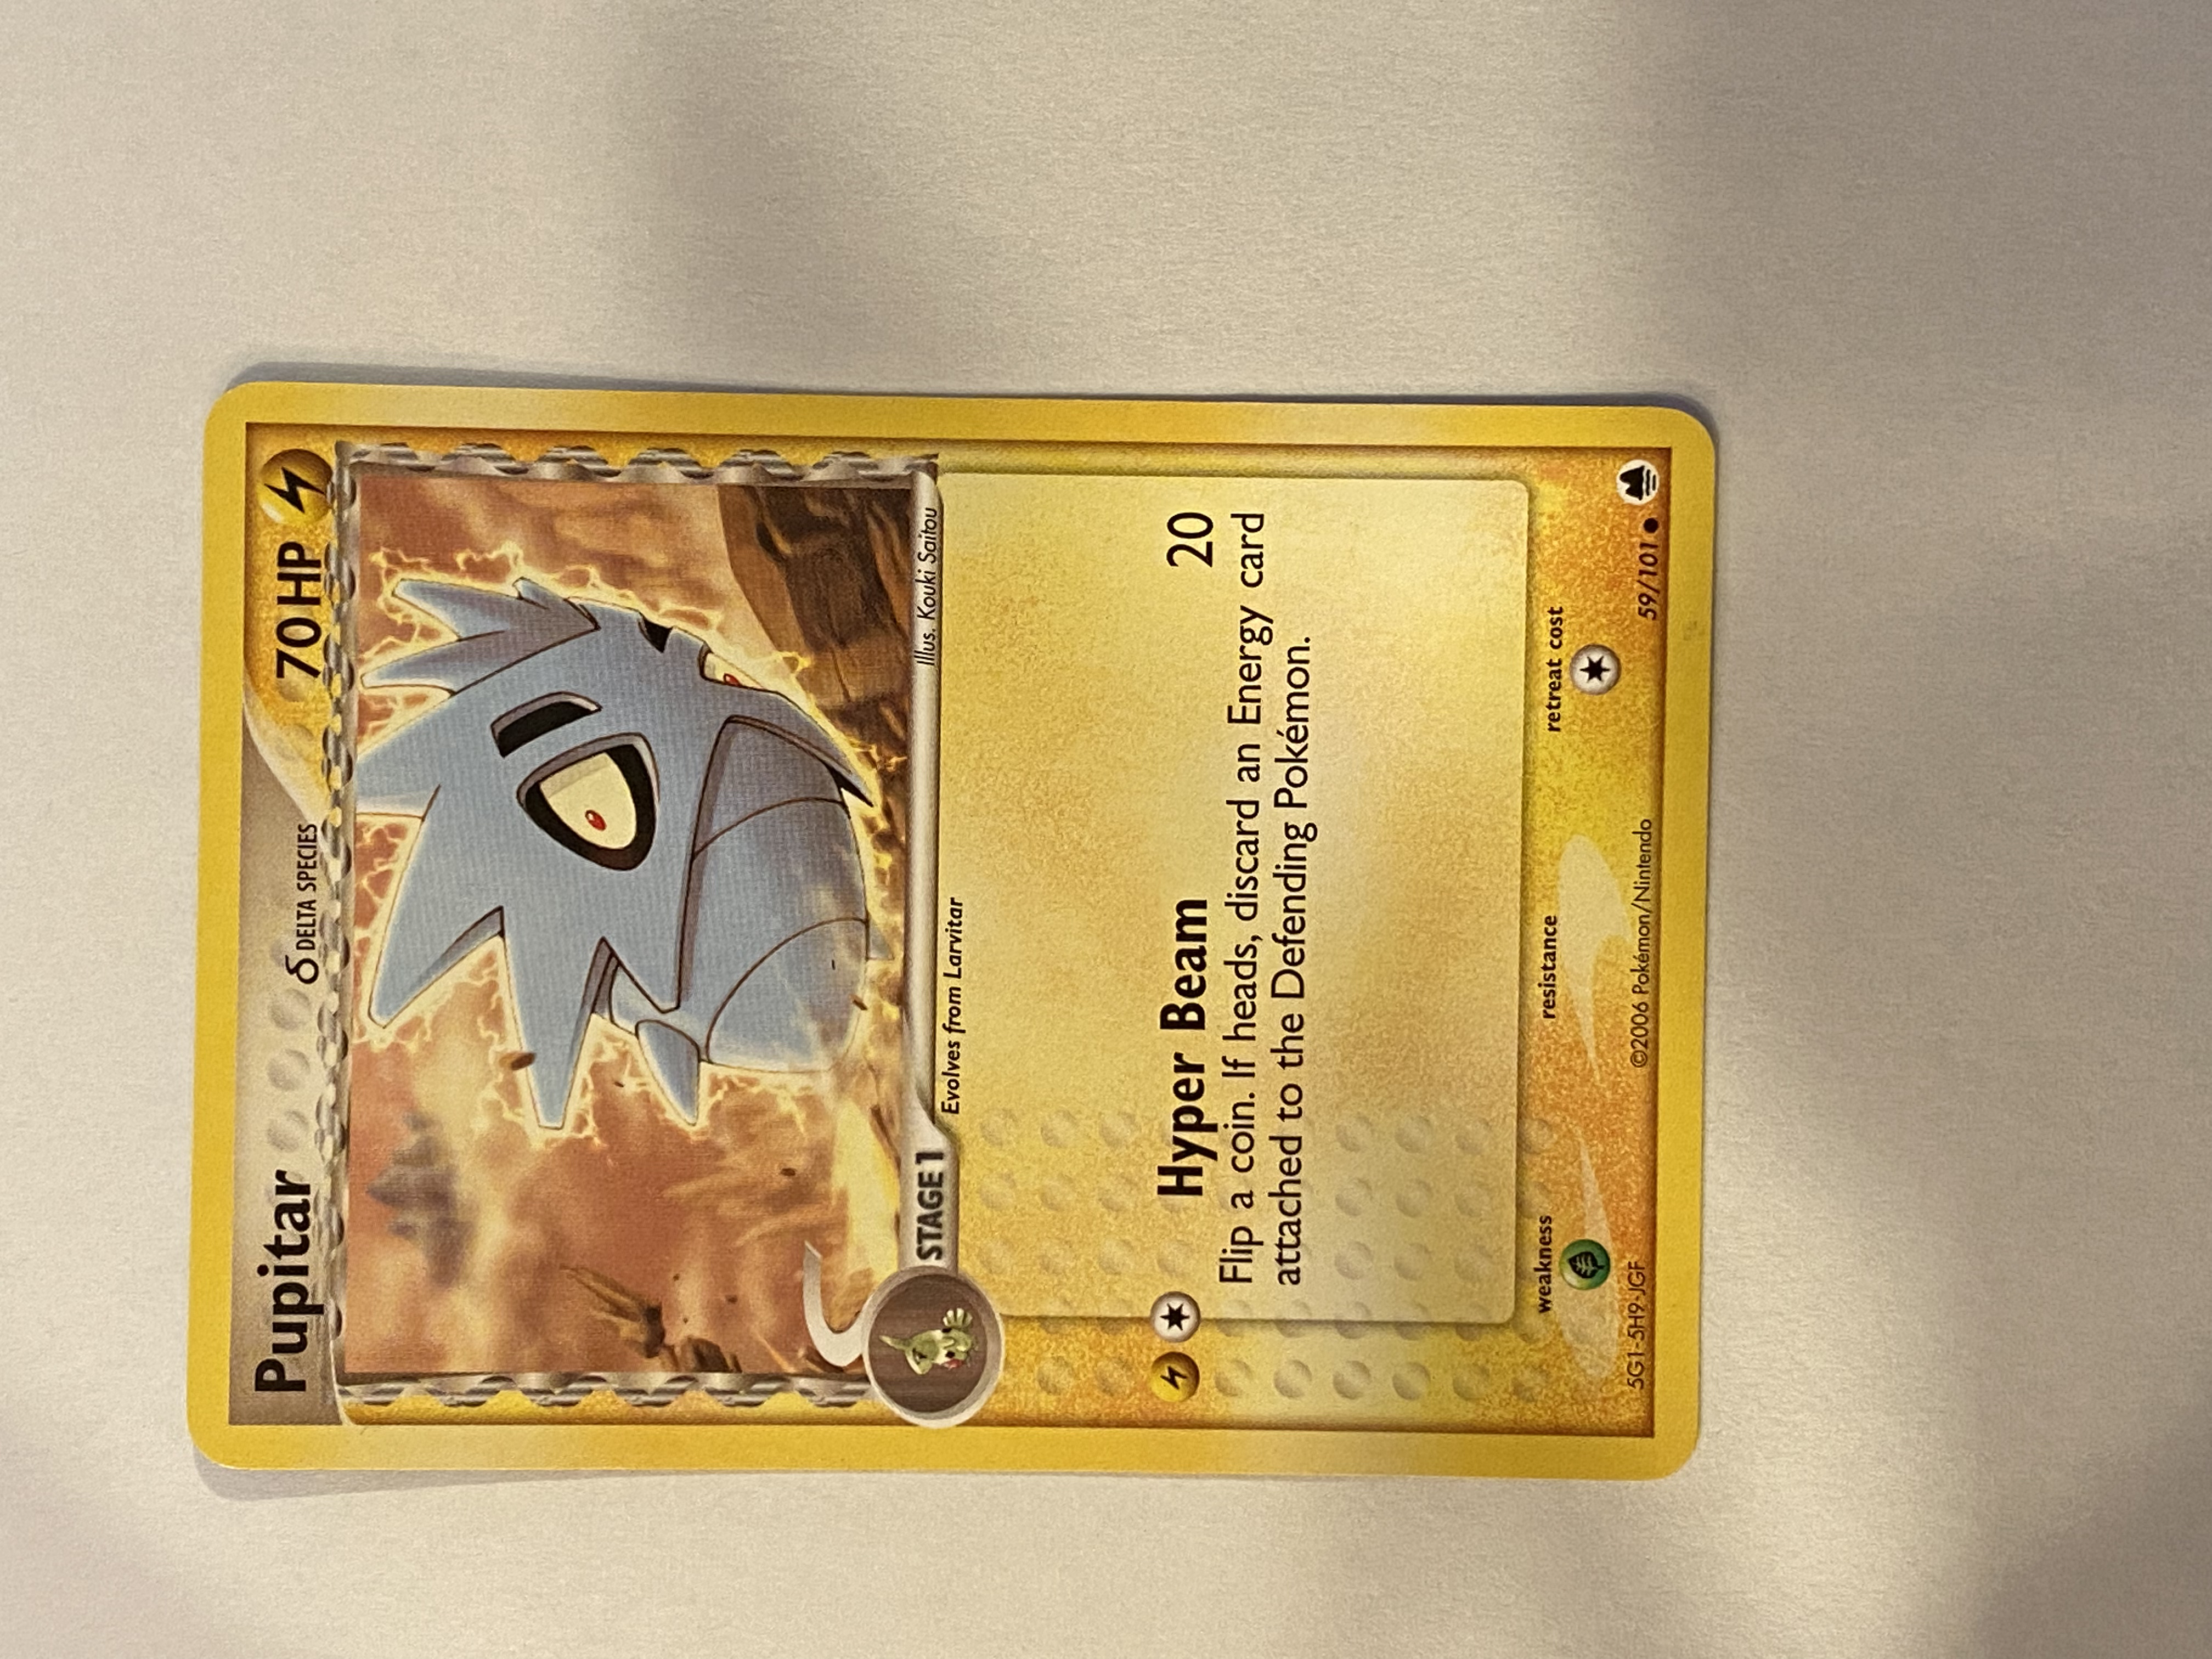 Pupitar δ DELTA SPECIES 70 HP
STAGE 1
Illus. Kouki Saitou
Evolves from Larvitar
Hyper Beam 20
Flip a coin. If heads, discard an Energy card
attached to the Defending Pokémon.
weakness resistance retreat cost
5G1-5H9-JGF ©2006 Pokémon/Nintendo 59/101 ●